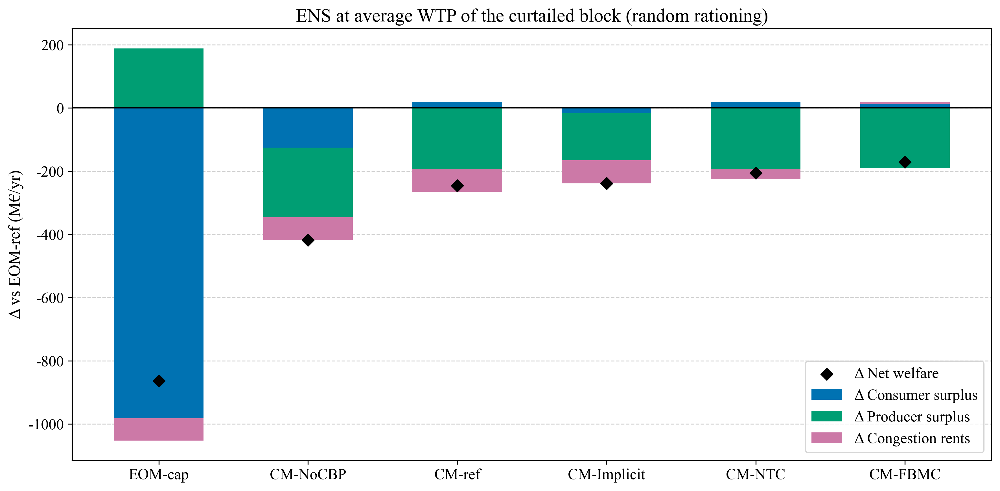 ENS at average WTP of the curtailed block (random rationing)
Δ vs EOM-ref (M€/yr)
200
0
-200
-400
-600
-800
-1000
Δ Net welfare
Δ Consumer surplus
Δ Producer surplus
Δ Congestion rents
EOM-cap
CM-NoCBP
CM-ref
CM-Implicit
CM-NTC
CM-FBMC